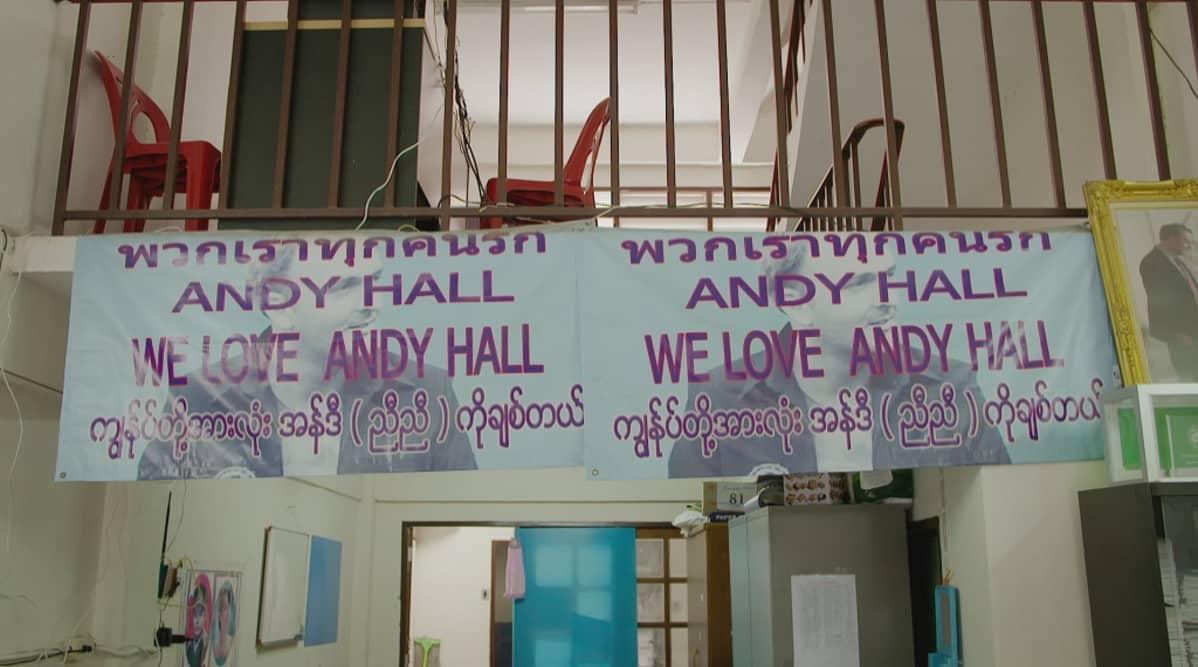 พวกเราทุกคนรัก
ANDY HALL
WE LOVE ANDY HALL
ကျွန်ုပ်တို့အားလုံး အန်ဒီ ( ညီညီ ) ကိုချစ်တယ်
พวกเราทุกคนรัก
ANDY HALL
WE LOVE ANDY HALL
ကျွန်ုပ်တို့အားလုံး အန်ဒီ ( ညီညီ ) ကိုချစ်တယ်
81
PAPER